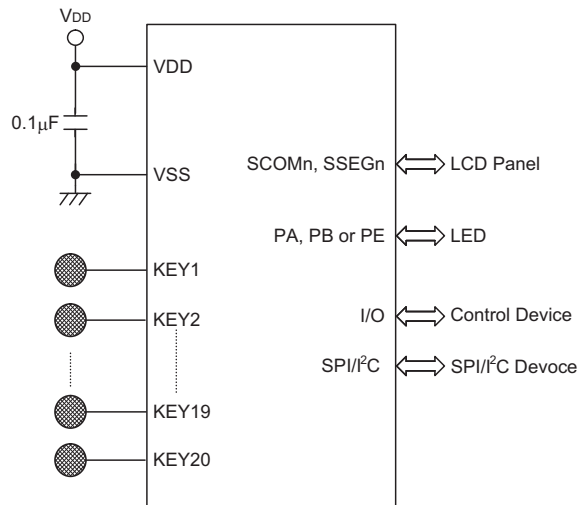 VDD
VDD
0.1μF
VSS
SCOMn, SSEGn
LCD Panel
PA, PB or PE
LED
KEY1
I/O
Control Device
KEY2
SPI/I²C
SPI/I²C Devoce
KEY19
KEY20